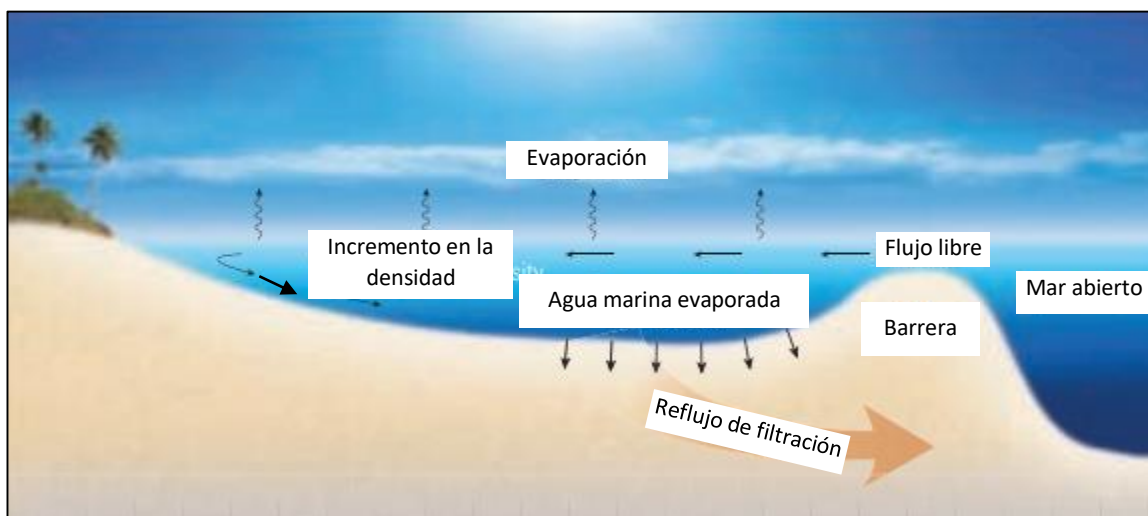 Evaporación
Incremento en la
densidad
Flujo libre
Agua marina evaporada
Mar abierto
Barrera
Reflujo de filtración